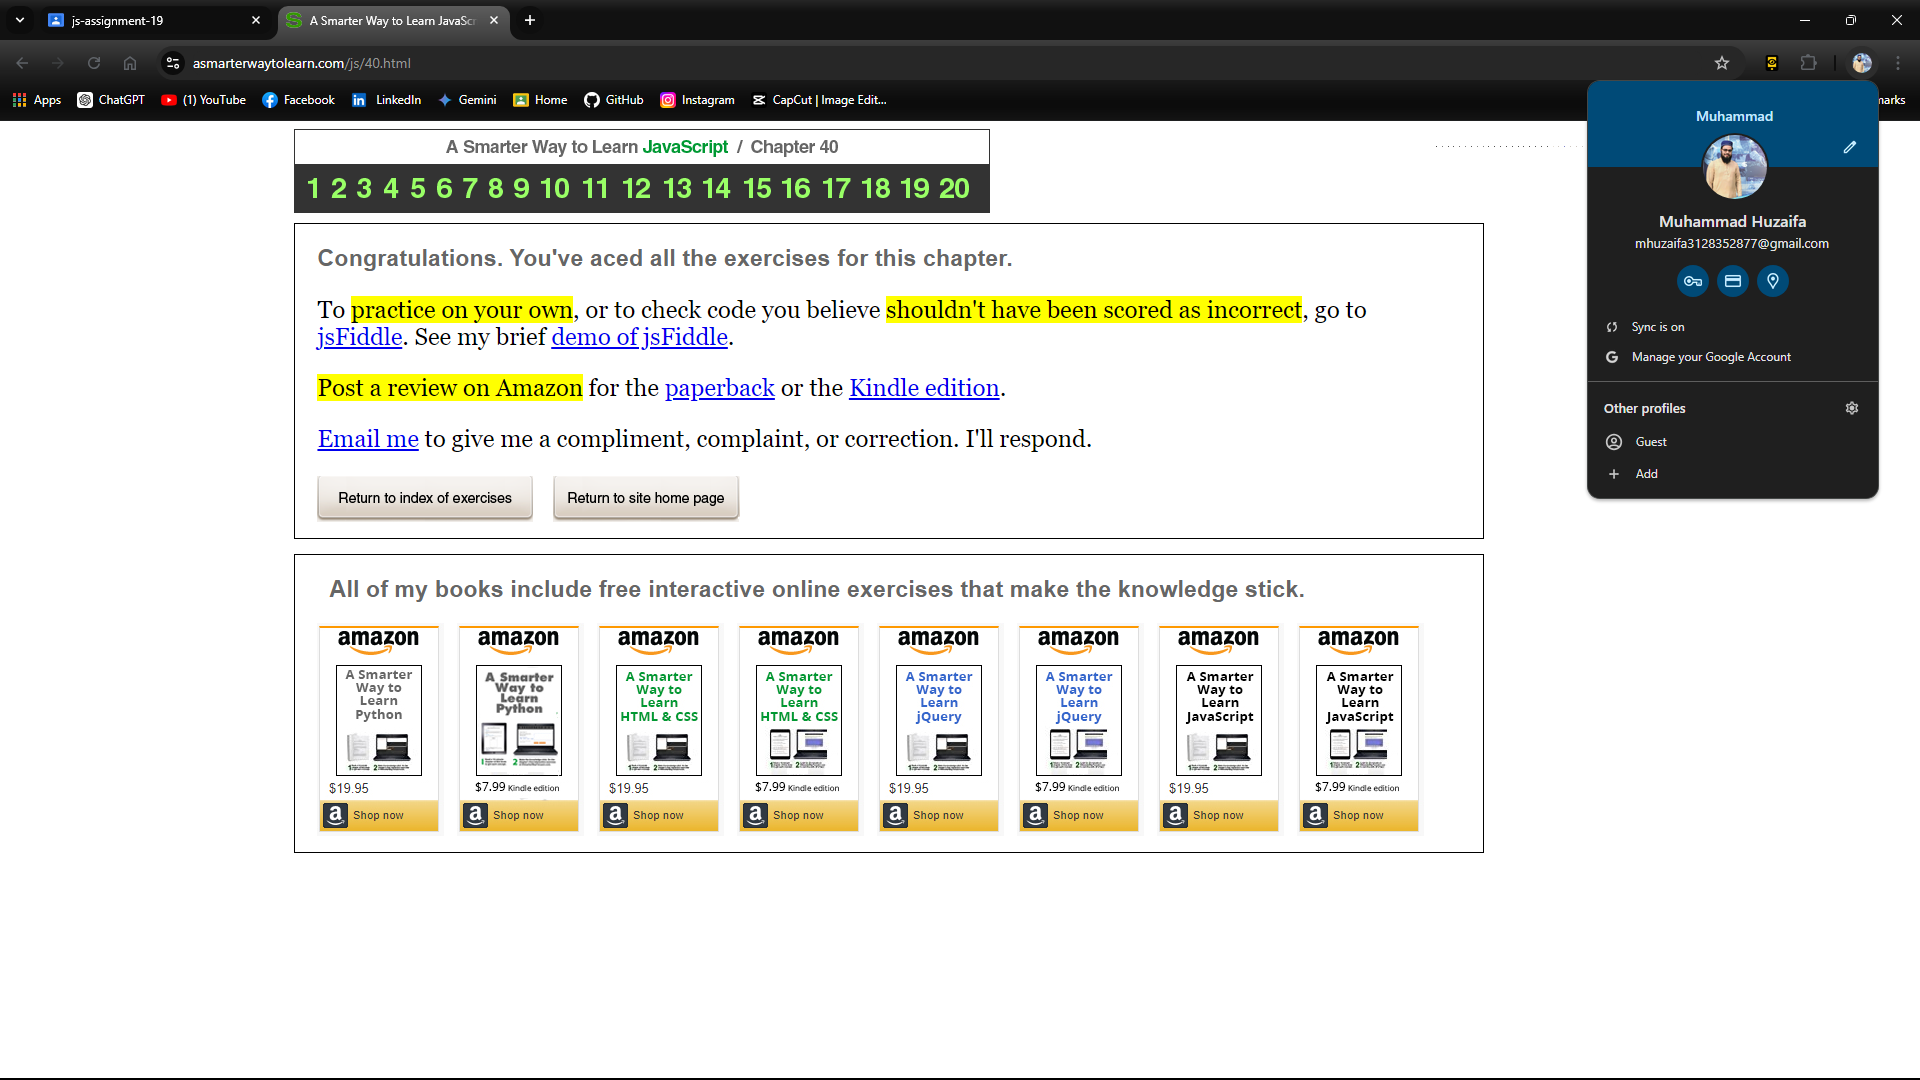 js-assignment-19
A Smarter Way to Learn JavaSc
asmarterwaytolearn.com/js/40.html
Apps
ChatGPT
(1) YouTube
Facebook
LinkedIn
Gemini
Home
GitHub
Instagram
CapCut | Image Edit...
marks
A Smarter Way to Learn JavaScript / Chapter 40
1 2 3 4 5 6 7 8 9 10 11 12 13 14 15 16 17 18 19 20
Congratulations. You've aced all the exercises for this chapter.
To practice on your own, or to check code you believe shouldn't have been scored as incorrect, go to
jsFiddle. See my brief demo of jsFiddle.
Post a review on Amazon for the paperback or the Kindle edition.
Email me to give me a compliment, complaint, or correction. I'll respond.
Return to index of exercises
Return to site home page
Muhammad
Muhammad Huzaifa
mhuzaifa3128352877@gmail.com
Sync is on
Manage your Google Account
Other profiles
Guest
Add
All of my books include free interactive online exercises that make the knowledge stick.
amazon
A Smarter
Way to
Learn
Python
$19.95
Shop now
amazon
A Smarter
Way to
Learn
Python
$7.99 Kindle edition
Shop now
amazon
A Smarter
Way to
Learn
HTML & CSS
$19.95
Shop now
amazon
A Smarter
Way to
Learn
HTML & CSS
$7.99 Kindle edition
Shop now
amazon
A Smarter
Way to
Learn
jQuery
$19.95
Shop now
amazon
A Smarter
Way to
Learn
jQuery
$7.99 Kindle edition
Shop now
amazon
A Smarter
Way to
Learn
JavaScript
$19.95
Shop now
amazon
A Smarter
Way to
Learn
JavaScript
$7.99 Kindle edition
Shop now